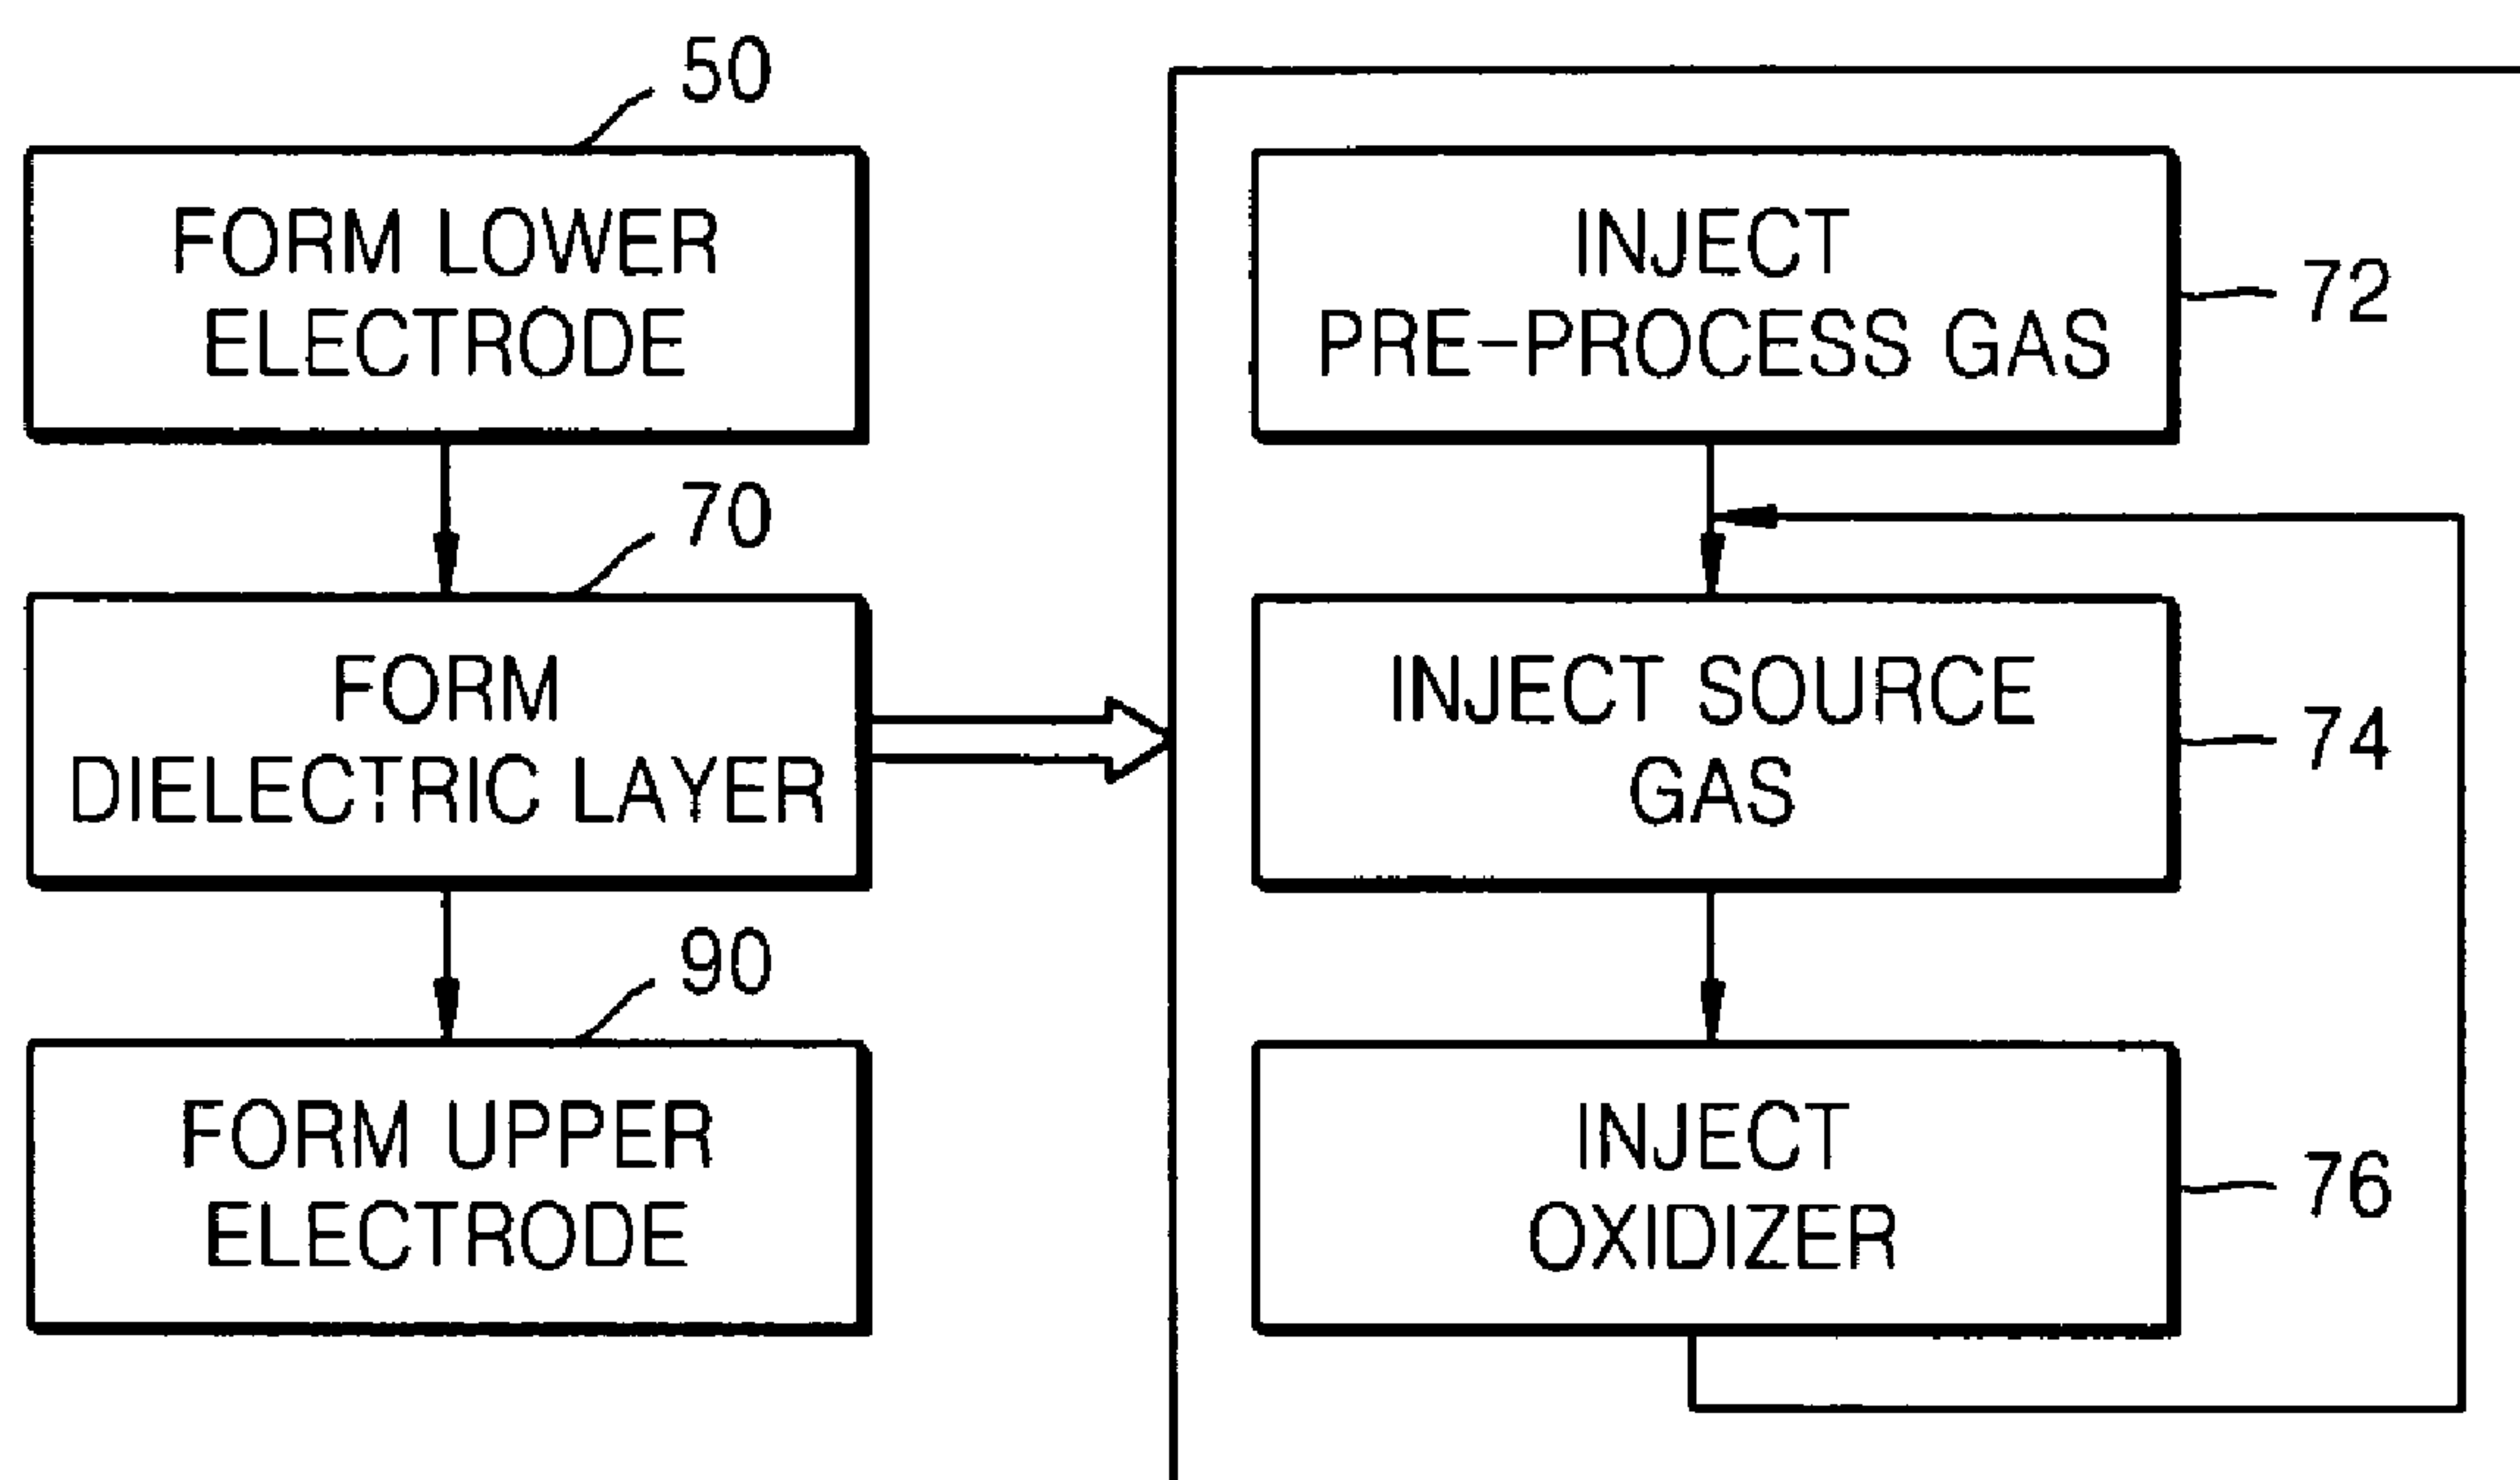 50
FORM LOWER
ELECTRODE
70
FORM
DIELECTRIC LAYER
90
FORM UPPER
ELECTRODE
INJECT
PRE-PROCESS GAS
72
INJECT SOURCE
GAS
74
INJECT
OXIDIZER
76